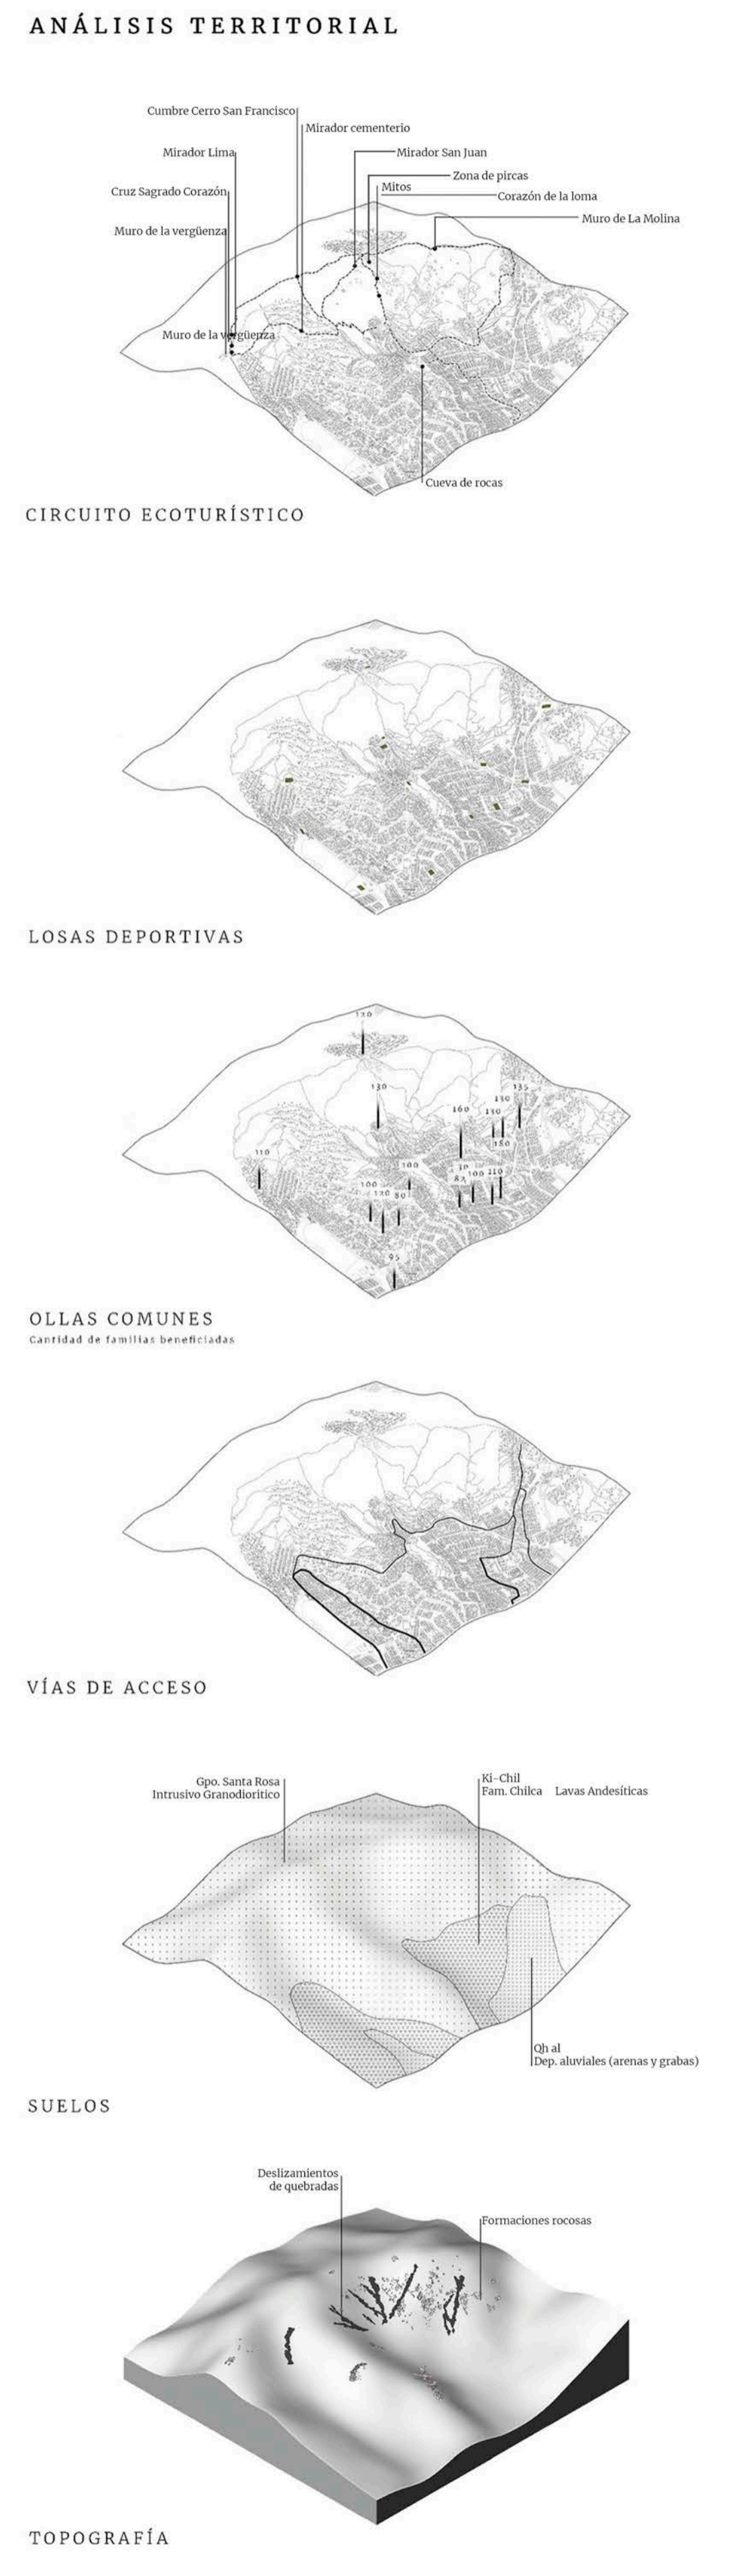 ANÁLISIS TERRITORIAL
Cumbre Cerro San Francisco
Mirador cementerio
Mirador Lima
Mirador San Juan
Zona de pircas
Cruz Sagrado Corazón
Mitos
Corazón de la loma
Muro de La Molina
Muro de la vergüenza
Muro de la vergüenza
Cueva de rocas
CIRCUITO ECOTURÍSTICO
LOSAS DEPORTIVAS
120
130
135
130
160
130
180
110
100
100
110
100
120
80
95
OLLAS COMUNES
Cantidad de familias beneficiadas
VÍAS DE ACCESO
Gpo. Santa Rosa
Intrusivo Granodioritico
Ki-Chil
Fam. Chilca Lavas Andesíticas
Qh al
Dep. aluviales (arenas y grabas)
SUELOS
Deslizamientos
de quebradas
Formaciones rocosas
TOPOGRAFÍA